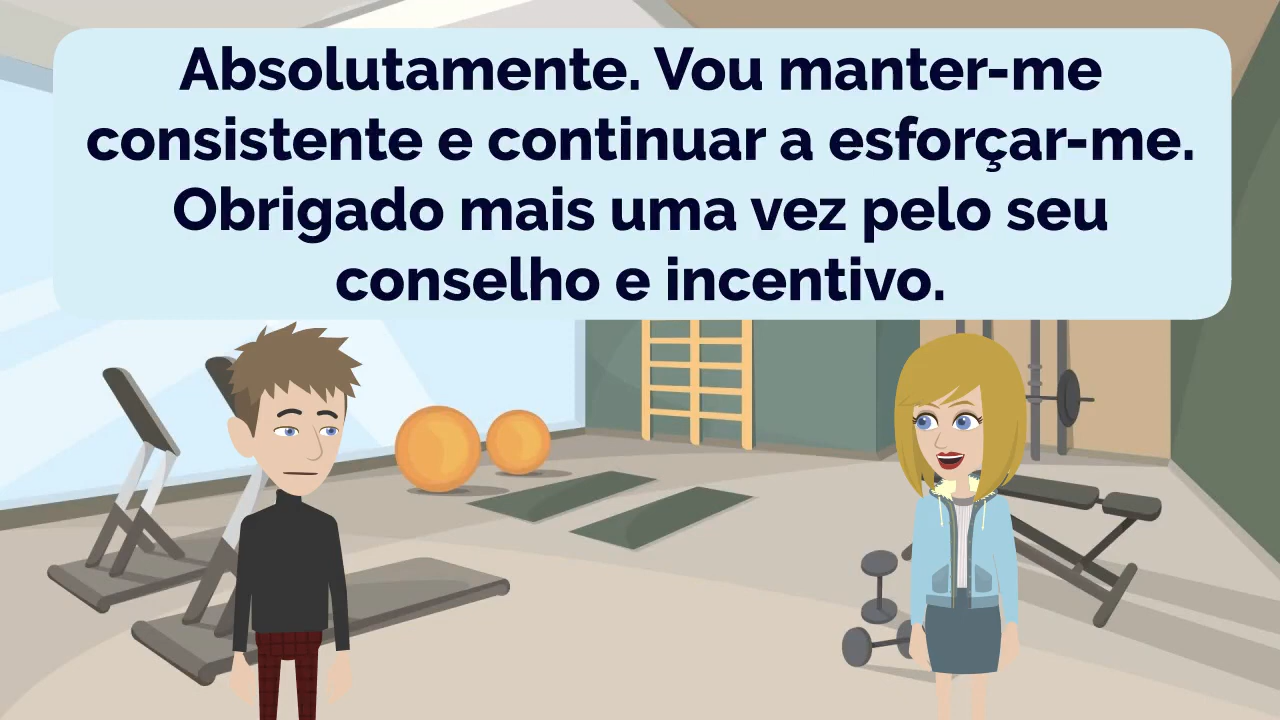 Absolutamente. Vou manter-me
consistente e continuar a esforçar-me.
Obrigado mais uma vez pelo seu
conselho e incentivo.